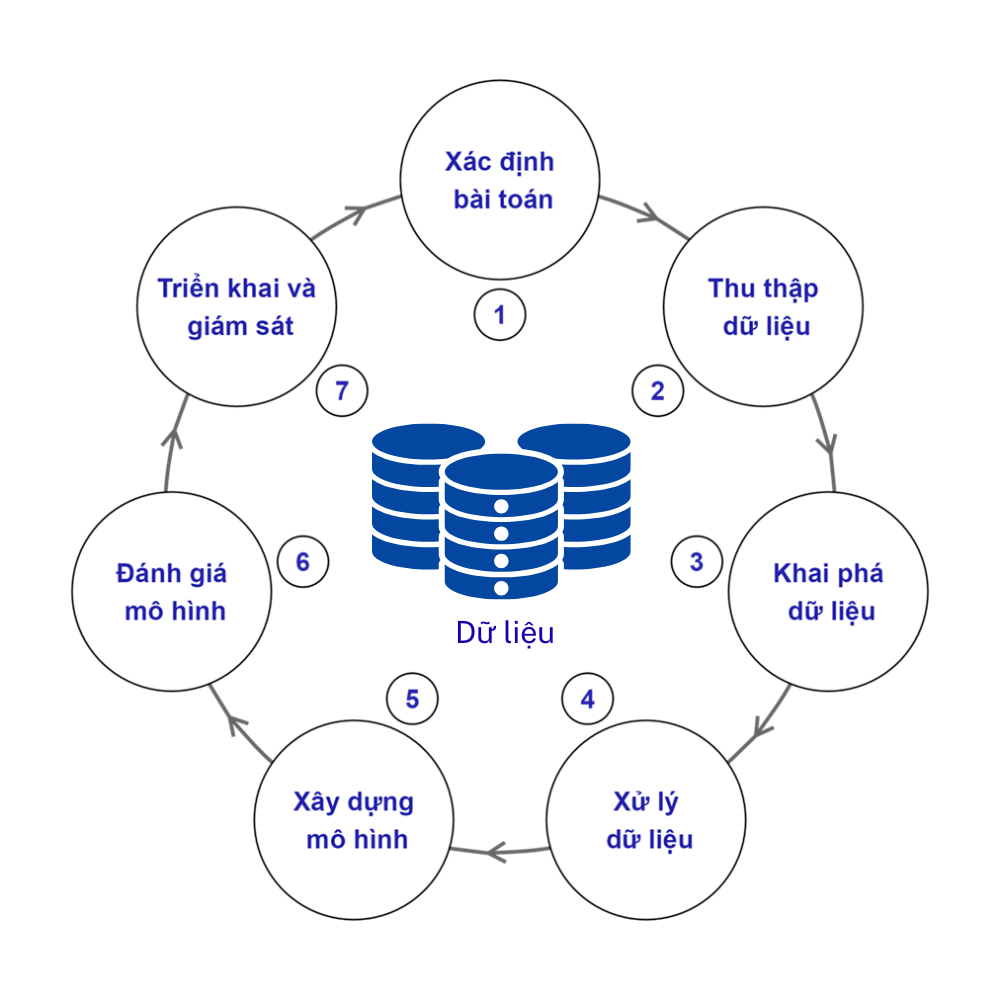 Xác định
bài toán
1
Thu thập
dữ liệu
2
Khai phá
dữ liệu
3
Xử lý
dữ liệu
4
Xây dựng
mô hình
5
Đánh giá
mô hình
6
Triển khai và
giám sát
7
Dữ liệu